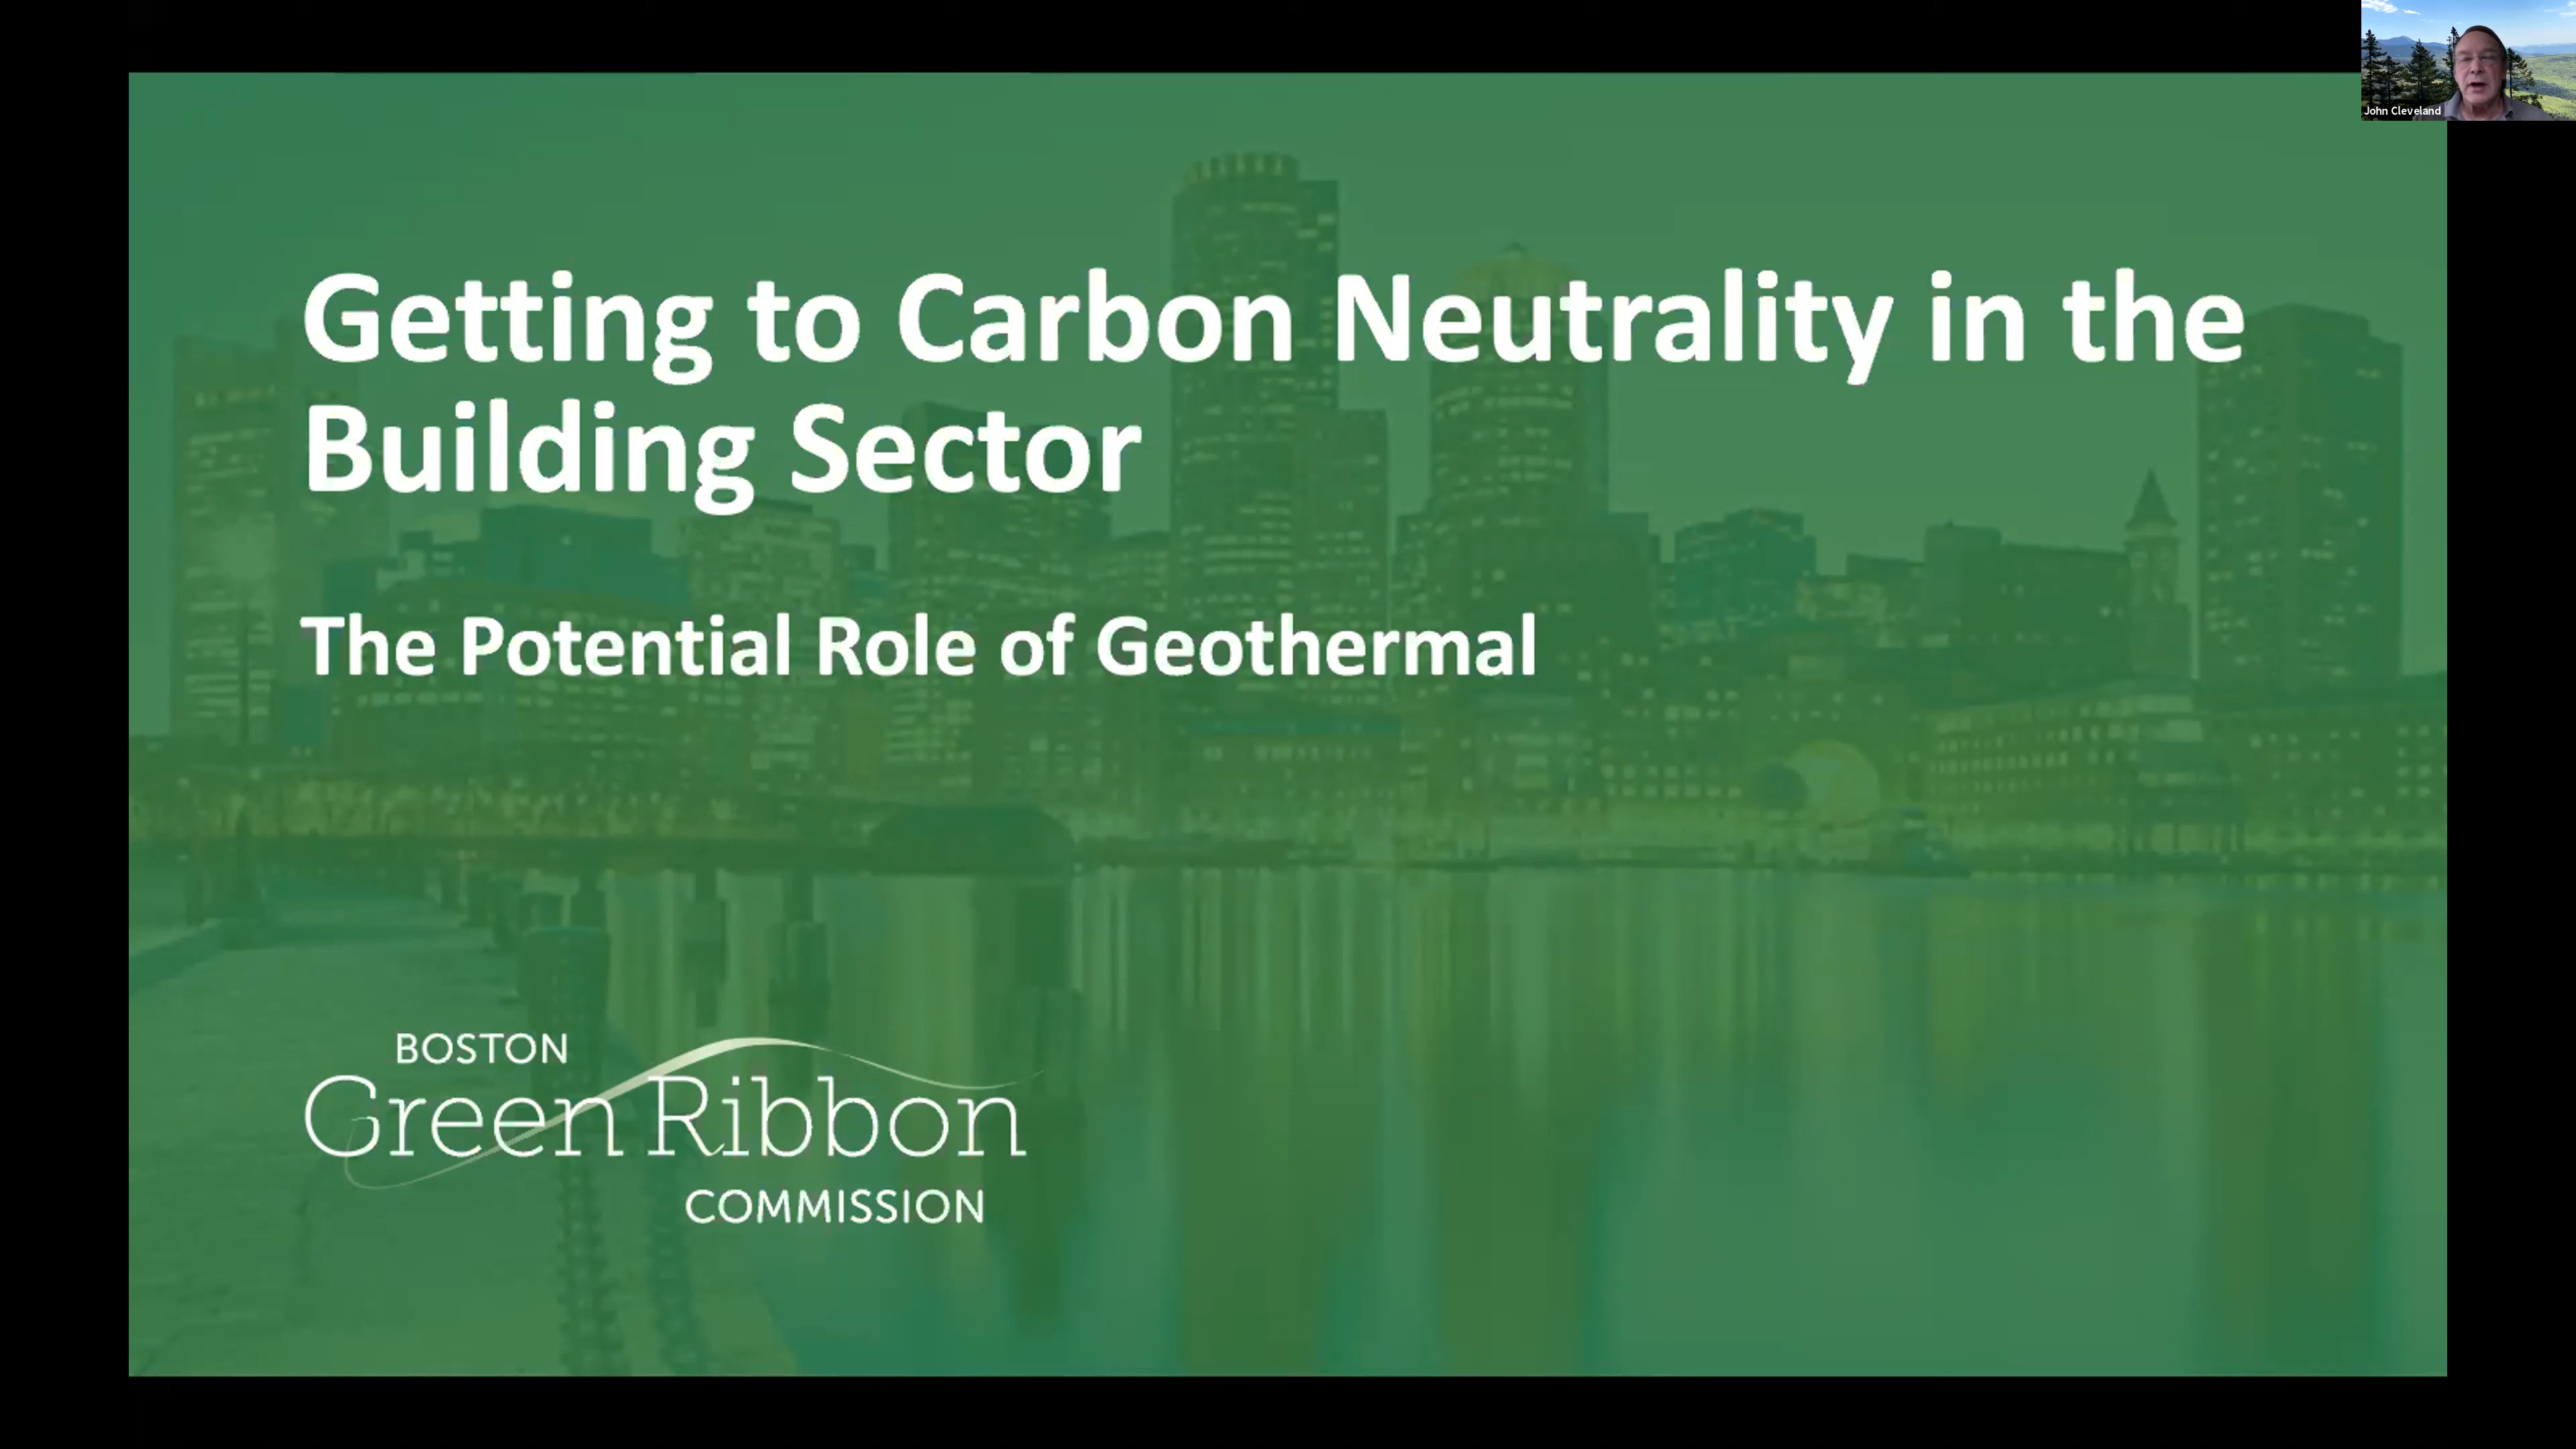 John Cleveland
Getting to Carbon Neutrality in the
Building Sector
The Potential Role of Geothermal
BOSTON
Green Ribbon
COMMISSION